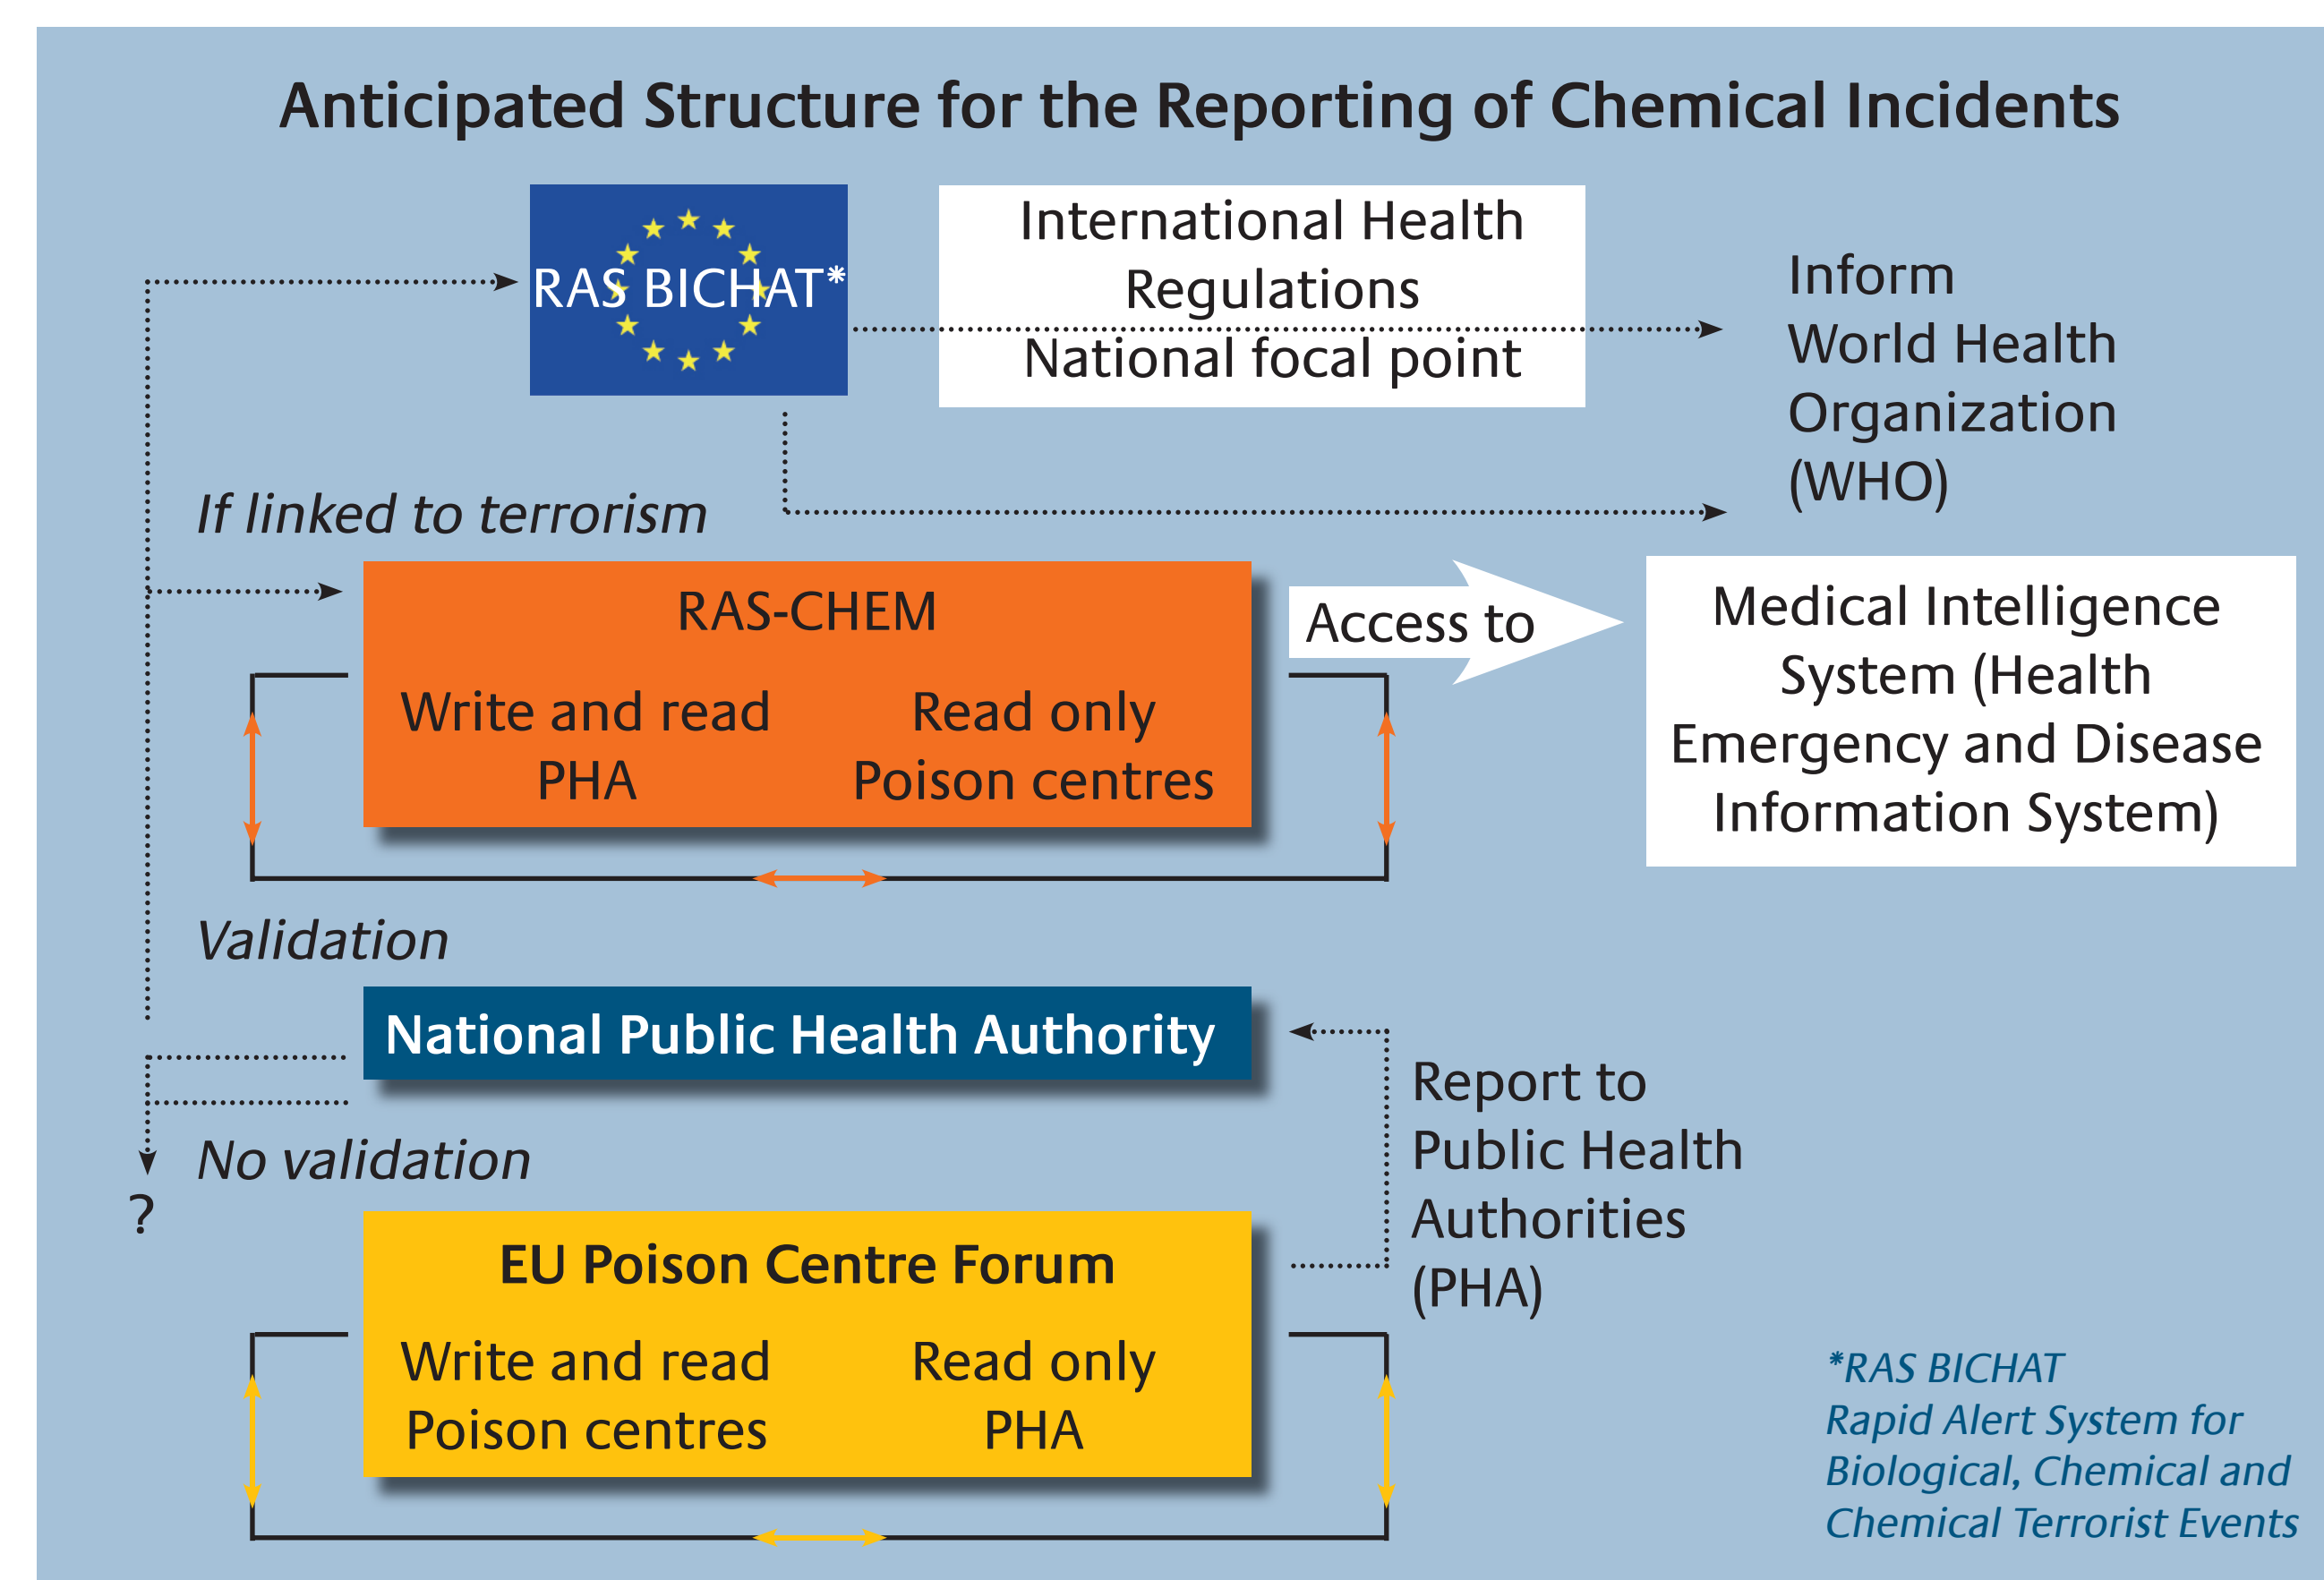 Anticipated Structure for the Reporting of Chemical Incidents
RAS BICHAT*
International Health
Regulations
National focal point
Inform
World Health
Organization
(WHO)
If linked to terrorism
RAS-CHEM
Write and read
PHA
Read only
Poison centres
Access to
Medical Intelligence
System (Health
Emergency and Disease
Information System)
Validation
National Public Health Authority
No validation
?
Report to
Public Health
Authorities
(PHA)
EU Poison Centre Forum
Write and read
Poison centres
Read only
PHA
*RAS BICHAT
Rapid Alert System for
Biological, Chemical and
Chemical Terrorist Events